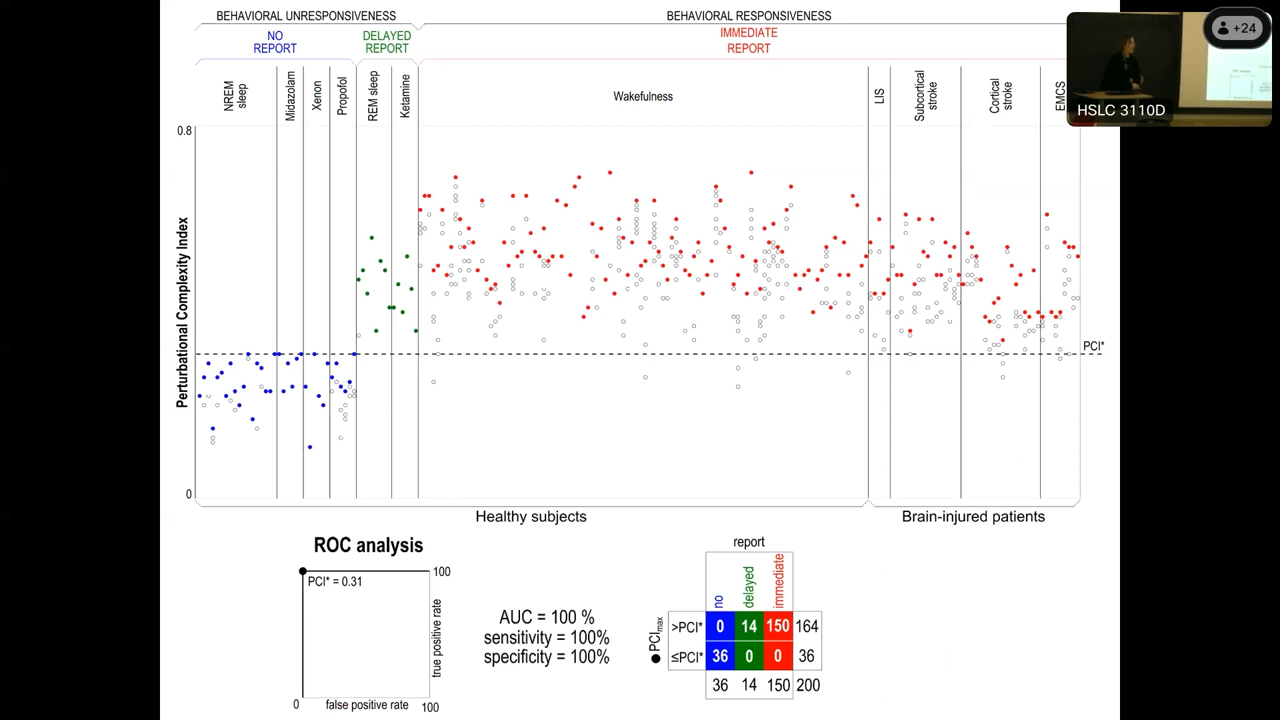 BEHAVIORAL UNRESPONSIVENESS
BEHAVIORAL RESPONSIVENESS
NO
REPORT
DELAYED
REPORT
IMMEDIATE
REPORT
+24
HSLC 3110D
NREM
sleep
Midazolam
Xenon
Propofol
REM sleep
Ketamine
Wakefulness
LIS
Subcortical
stroke
Cortical
stroke
EMCS
0.8
Perturbational Complexity Index
PCI*
0
Healthy subjects
Brain-injured patients
ROC analysis
PCI* = 0.31
100
true positive rate
0
false positive rate
100
AUC = 100 %
sensitivity = 100%
specificity = 100%
report
no
delayed
immediate
PCImax
>PCI*
0
14
150
164
≤PCI*
36
0
0
36
36
14
150
200